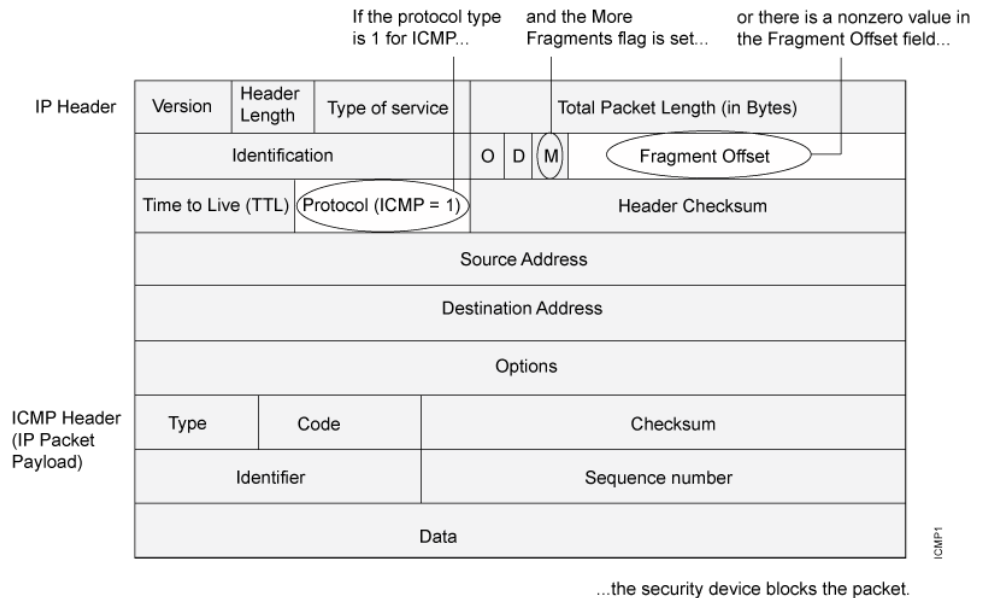 If the protocol type
is 1 for ICMP...
and the More
Fragments flag is set...
or there is a nonzero value in
the Fragment Offset field...
IP Header
Version
Header
Length
Type of service
Total Packet Length (in Bytes)
Identification
O
D
M
Fragment Offset
Time to Live (TTL)
Protocol (ICMP = 1)
Header Checksum
Source Address
Destination Address
Options
ICMP Header
(IP Packet
Payload)
Type
Code
Checksum
Identifier
Sequence number
Data
ICMP1
...the security device blocks the packet.